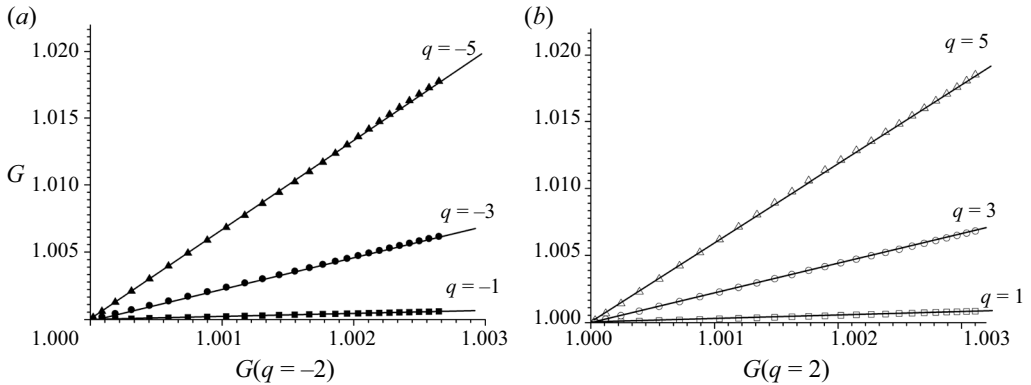 (a)
1.020
1.015
G
1.010
1.005
1.000
q = –5
q = –3
q = –1
1.000
1.001
1.002
1.003
G(q = –2)
(b)
1.020
1.015
1.010
1.005
1.000
q = 5
q = 3
q = 1
1.000
1.001
1.002
1.003
G(q = 2)